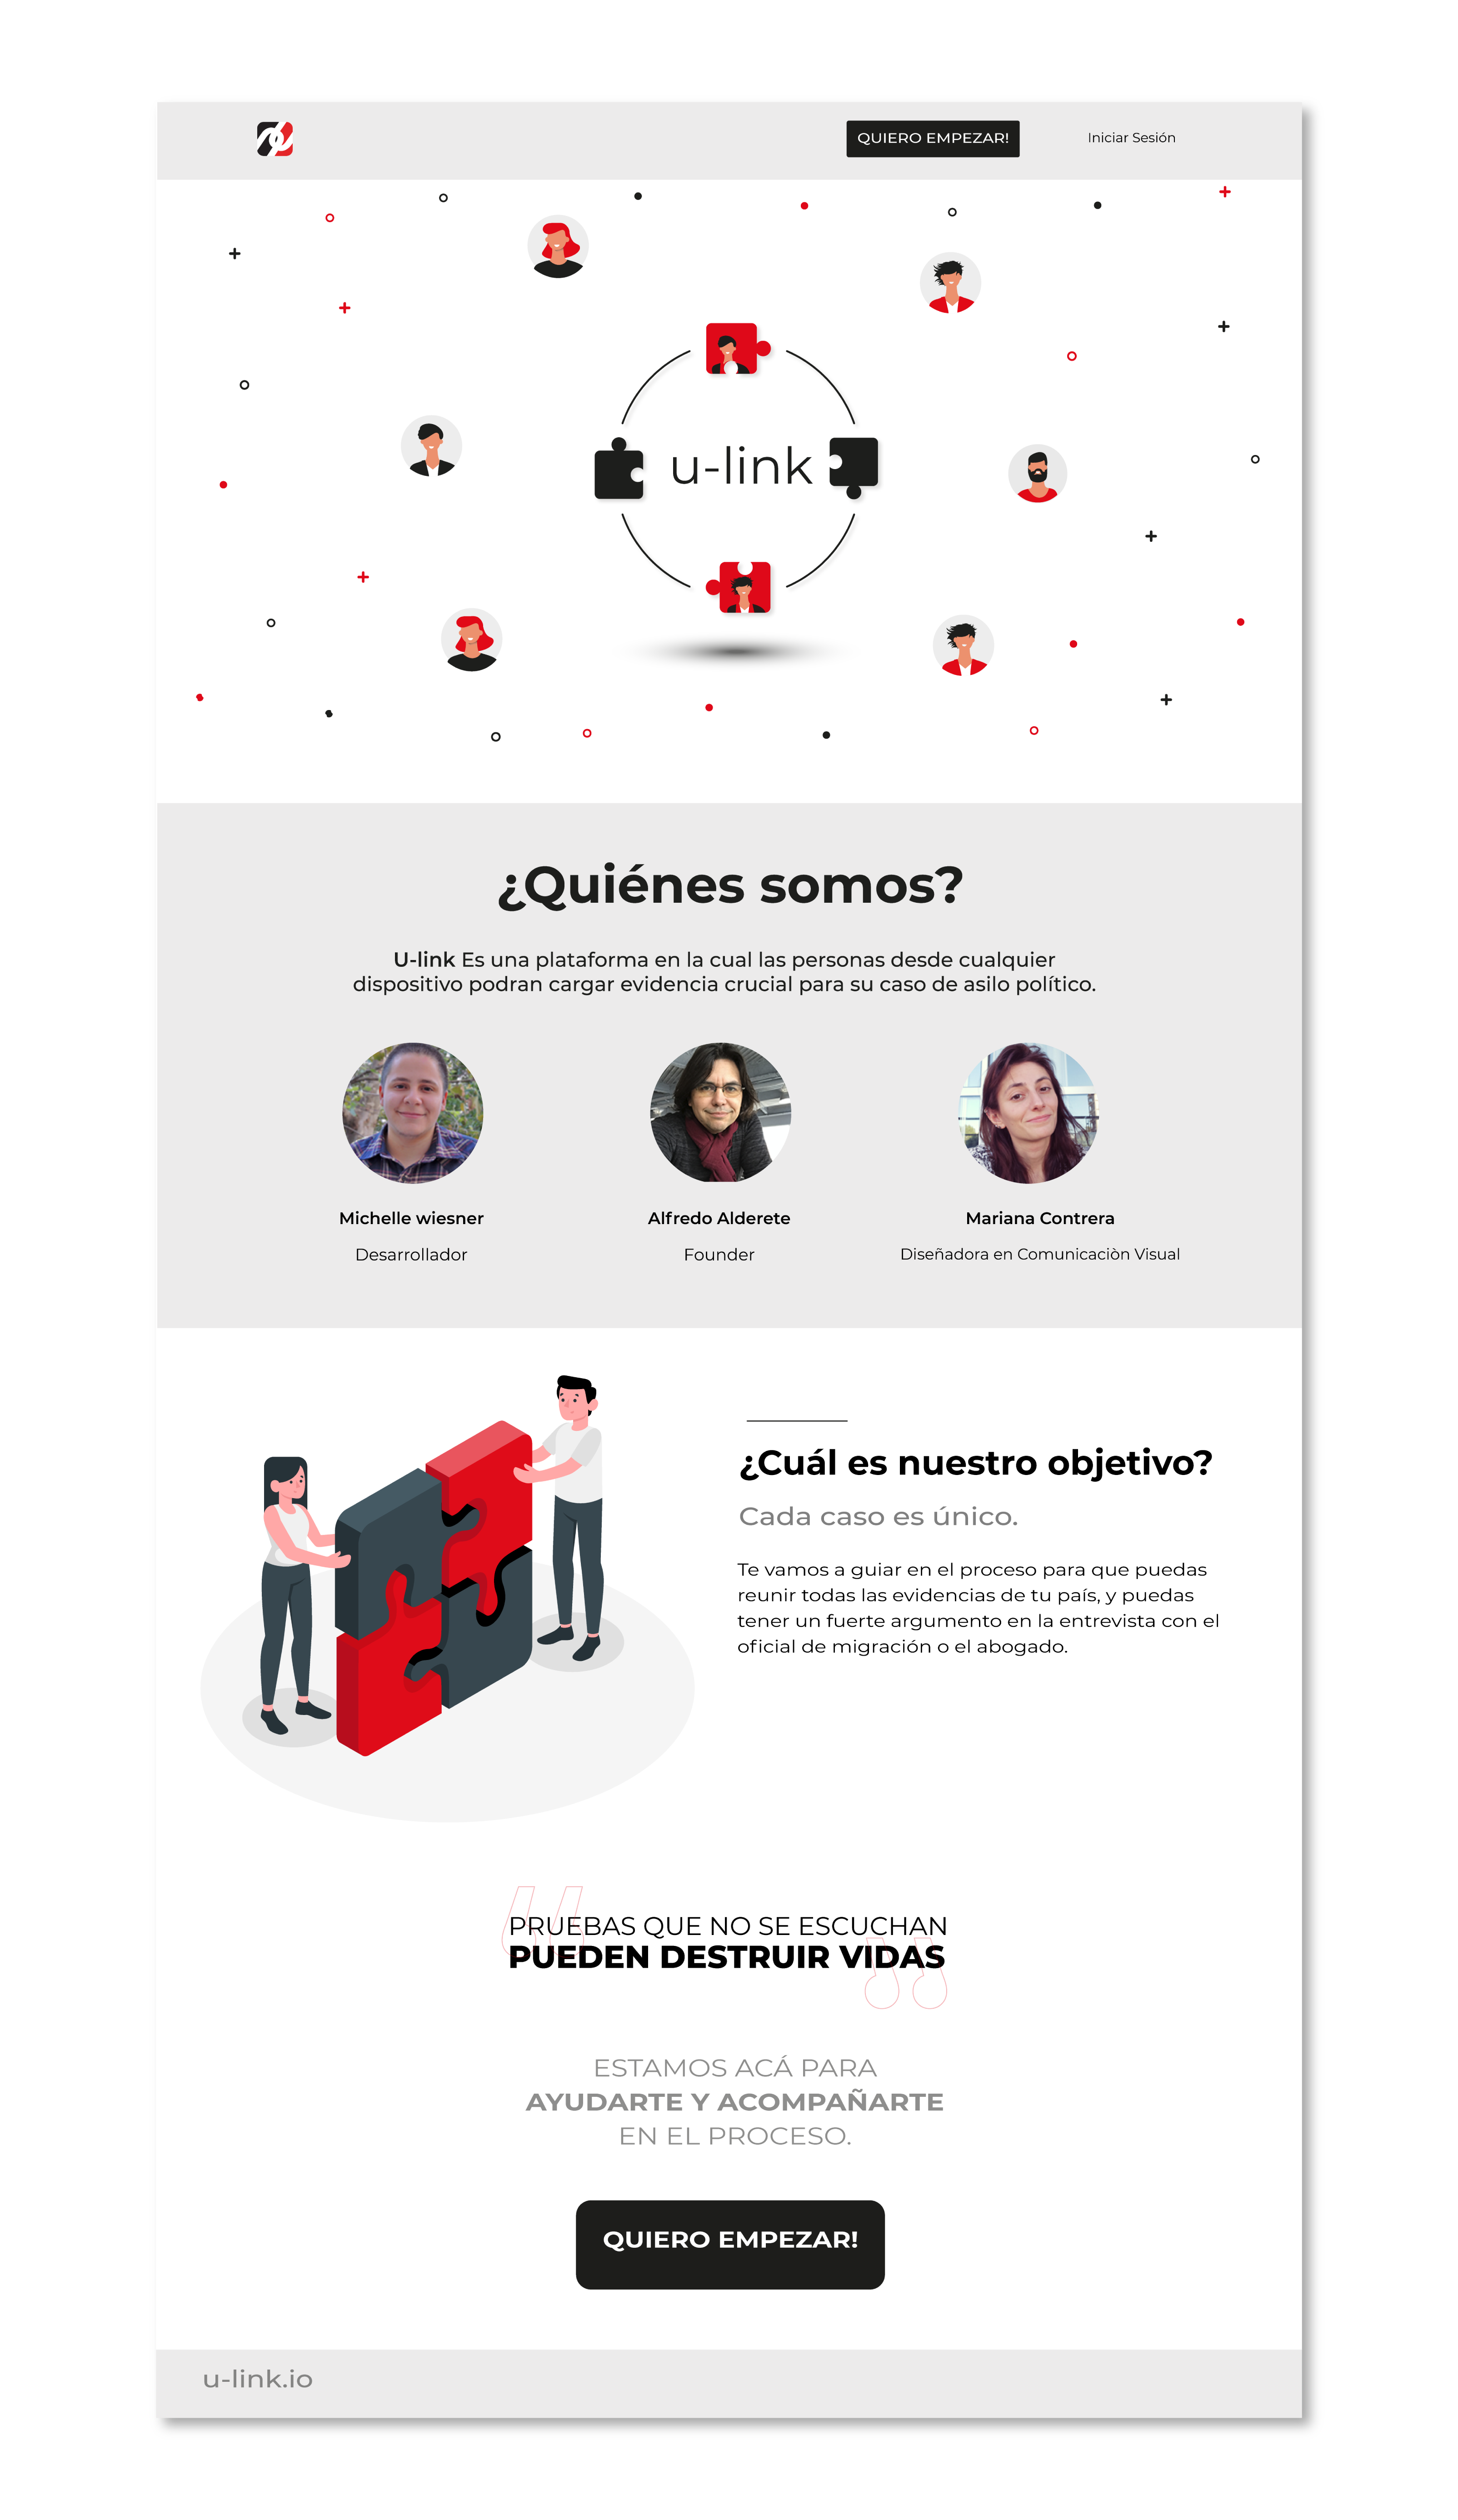 QUIERO EMPEZAR!
Iniciar Sesión
u-link
¿Quiénes somos?
U-link Es una plataforma en la cual las personas desde cualquier
dispositivo podran cargar evidencia crucial para su caso de asilo político.
Michelle wiesner
Desarrollador
Alfredo Alderete
Founder
Mariana Contrera
Diseñadora en Comunicaciòn Visual
¿Cuál es nuestro objetivo?
Cada caso es único.
Te vamos a guiar en el proceso para que puedas
reunir todas las evidencias de tu país, y puedas
tener un fuerte argumento en la entrevista con el
oficial de migración o el abogado.
“PRUEBAS QUE NO SE ESCUCHAN
PUEDEN DESTRUIR VIDAS”
ESTAMOS ACÁ PARA
AYUDARTE Y ACOMPAÑARTE
EN EL PROCESO.
QUIERO EMPEZAR!
u-link.io